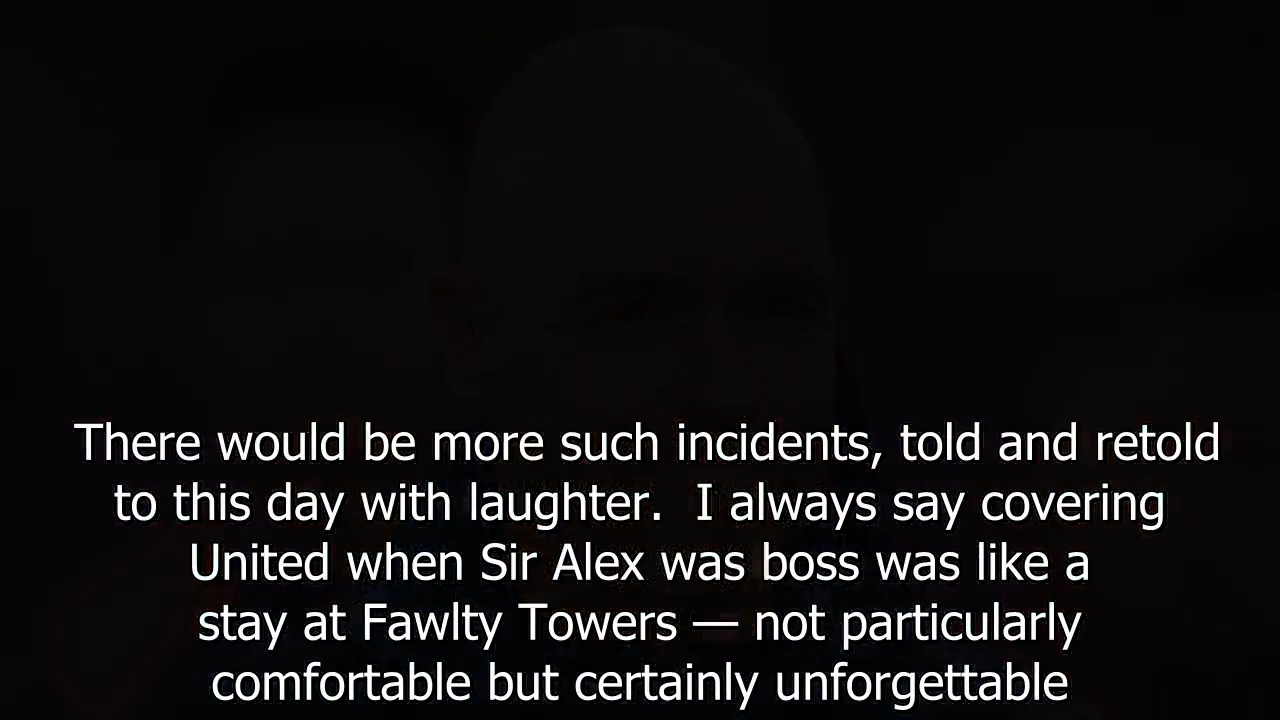 There would be more such incidents, told and retold
to this day with laughter.  I always say covering
United when Sir Alex was boss was like a
stay at Fawlty Towers — not particularly
comfortable but certainly unforgettable